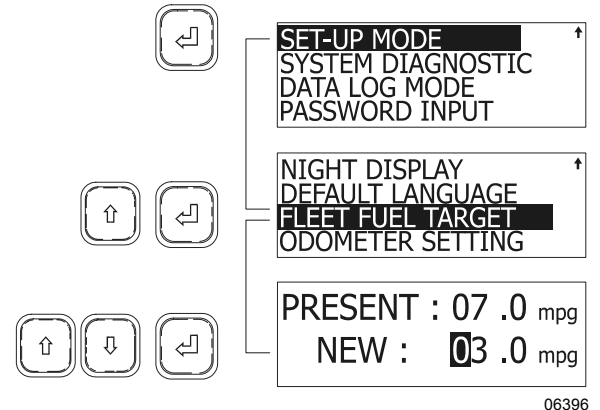 SET-UP MODE
SYSTEM DIAGNOSTIC
DATA LOG MODE
PASSWORD INPUT
NIGHT DISPLAY
DEFAULT LANGUAGE
FLEET FUEL TARGET
ODOMETER SETTING
PRESENT : 07 .0 mpg
NEW : 03 .0 mpg
06396